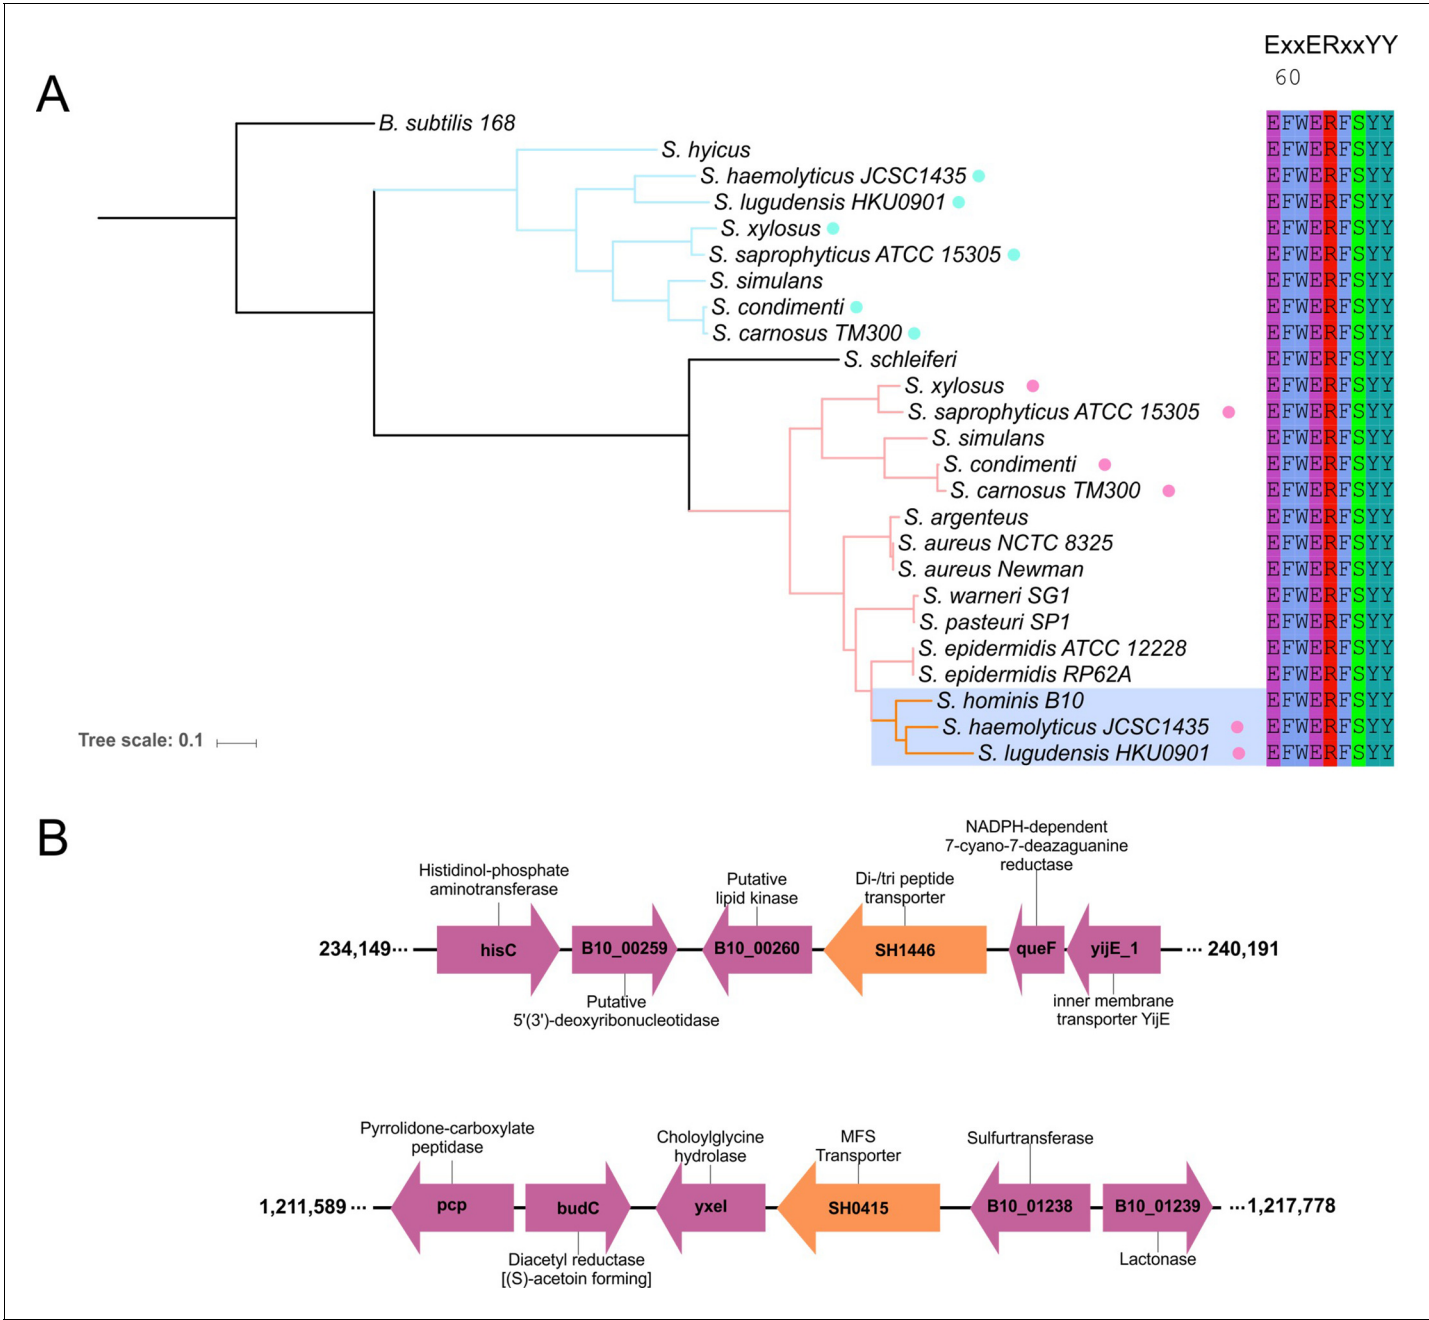 ExxERxxYY
60
A
B. subtilis 168 EFWERFSYY
S. hyicus EFWERFSYY
S. haemolyticus JCSC1435 EFWERFSYY
S. lugudensis HKU0901 EFWERFSYY
S. xylosus EFWERFSYY
S. saprophyticus ATCC 15305 EFWERFSYY
S. simulans EFWERFSYY
S. condimenti EFWERFSYY
S. carnosus TM300 EFWERFSYY
S. schleiferi EFWERFSYY
S. xylosus EFWERFSYY
S. saprophyticus ATCC 15305 EFWERFSYY
S. simulans EFWERFSYY
S. condimenti EFWERFSYY
S. carnosus TM300 EFWERFSYY
S. argenteus EFWERFSYY
S. aureus NCTC 8325 EFWERFSYY
S. aureus Newman EFWERFSYY
S. warneri SG1 EFWERFSYY
S. pasteuri SP1 EFWERFSYY
S. epidermidis ATCC 12228 EFWERFSYY
S. epidermidis RP62A EFWERFSYY
S. hominis B10 EFWERFSYY
S. haemolyticus JCSC1435 EFWERFSYY
S. lugudensis HKU0901 EFWERFSYY
Tree scale: 0.1
B
Histidinol-phosphate
aminotransferase
Putative
lipid kinase
Di-/tri peptide
transporter
NADPH-dependent
7-cyano-7-deazaguanine
reductase
234,149... hisC B10_00259 B10_00260 SH1446 queF yijE_1 ... 240,191
Putative
5'(3')-deoxyribonucleotidase
inner membrane
transporter YijE
Pyrrolidone-carboxylate
peptidase
Choloylglycine
hydrolase
MFS
Transporter
Sulfurtransferase
1,211,589 ... pcp budC yxeI SH0415 B10_01238 B10_01239 ...1,217,778
Diacetyl reductase
[(S)-acetoin forming]
Lactonase